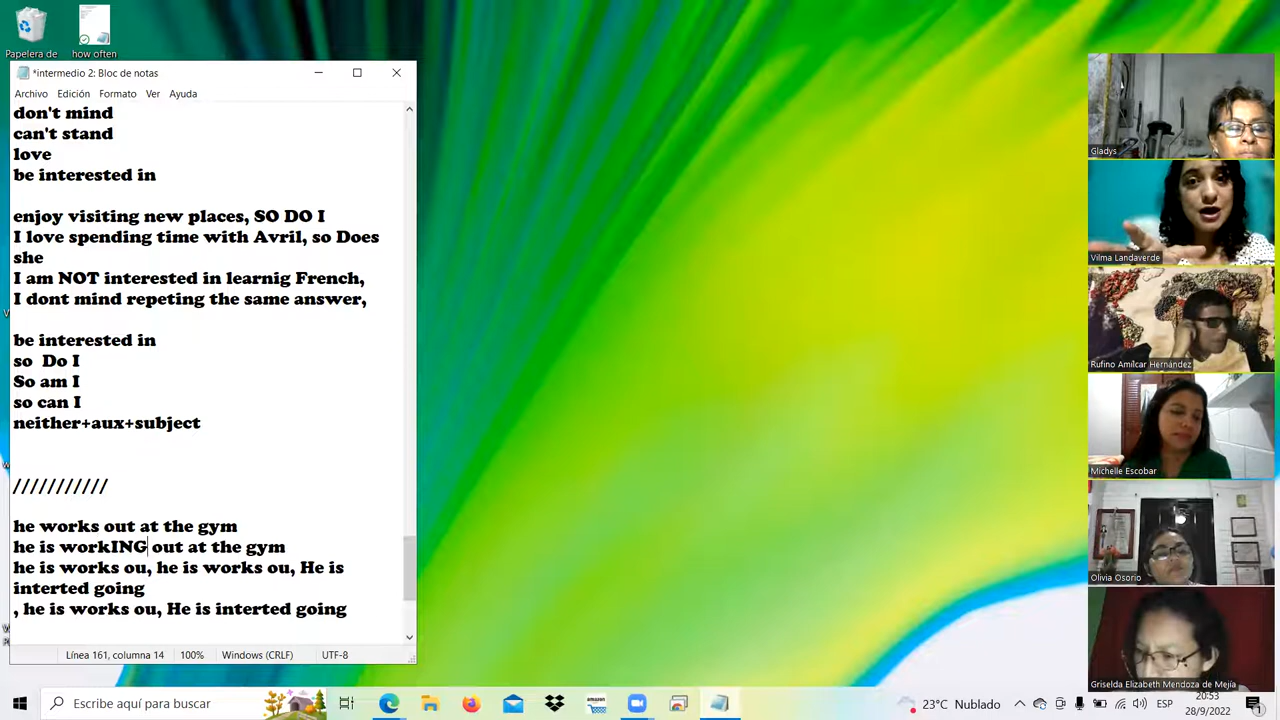 Papelera de
how often
*intermedio 2: Bloc de notas
Archivo Edición Formato Ver Ayuda
don't mind
can't stand
love
be interested in
enjoy visiting new places, SO DO I
I love spending time with Avril, so Does
she
I am NOT interested in learnig French,
I dont mind repeting the same answer,
be interested in
so Do I
So am I
so can I
neither+aux+subject
///////////
he works out at the gym
he is workING out at the gym
he is works ou, he is works ou, He is
interted going
, he is works ou, He is interted going
Línea 161, columna 14 100% Windows (CRLF) UTF-8
Gladys
Vilma Landaverde
Rufino Amílcar Hernández
Michelle Escobar
Olivia Osorio
Griselda Elizabeth Mendoza de Mejía
Escribe aquí para buscar
amazon
23°C Nublado
ESP
20:53
28/9/2022
1